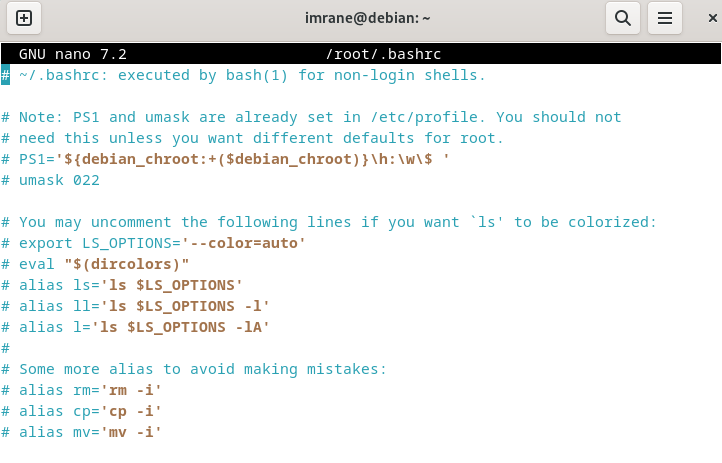 imrane@debian: ~
GNU nano 7.2 /root/.bashrc
# ~/.bashrc: executed by bash(1) for non-login shells.
# Note: PS1 and umask are already set in /etc/profile. You should not
# need this unless you want different defaults for root.
# PS1='${debian_chroot:+($debian_chroot)}\h:\w\$ '
# umask 022
# You may uncomment the following lines if you want `ls' to be colorized:
# export LS_OPTIONS='--color=auto'
# eval "$(dircolors)"
# alias ls='ls $LS_OPTIONS'
# alias ll='ls $LS_OPTIONS -l'
# alias l='ls $LS_OPTIONS -lA'
#
# Some more alias to avoid making mistakes:
# alias rm='rm -i'
# alias cp='cp -i'
# alias mv='mv -i'